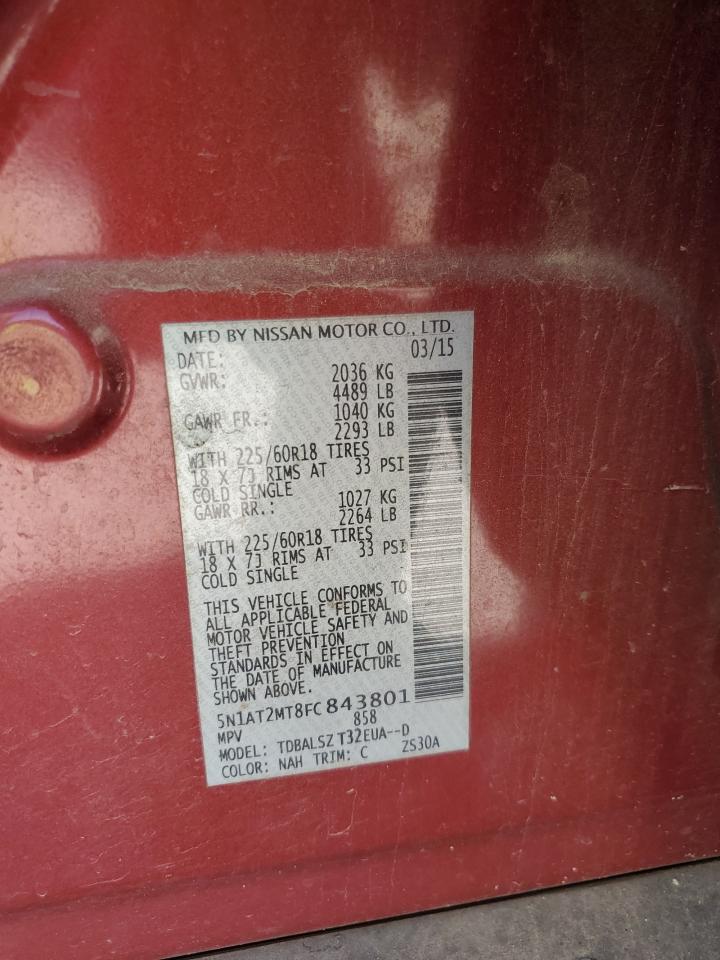 MFD BY NISSAN MOTOR CO., LTD.
DATE: 03/15
GVWR: 2036 KG
4489 LB
GAWR FR.: 1040 KG
2293 LB
WITH 225/60R18 TIRES
18 X 7J RIMS AT 33 PSI
COLD SINGLE
GAWR RR.: 1027 KG
2264 LB
WITH 225/60R18 TIRES
18 X 7J RIMS AT 33 PSI
COLD SINGLE
THIS VEHICLE CONFORMS TO
ALL APPLICABLE FEDERAL
MOTOR VEHICLE SAFETY AND
THEFT PREVENTION
STANDARDS IN EFFECT ON
THE DATE OF MANUFACTURE
SHOWN ABOVE.
5N1AT2MT8FC843801
MPV 858
MODEL: TDBALSZ T32EUA--D
COLOR: NAH TRIM: C ZS30A